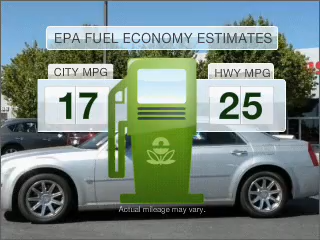 EPA FUEL ECONOMY ESTIMATES
CITY MPG
HWY MPG
17
25
Actual mileage may vary.